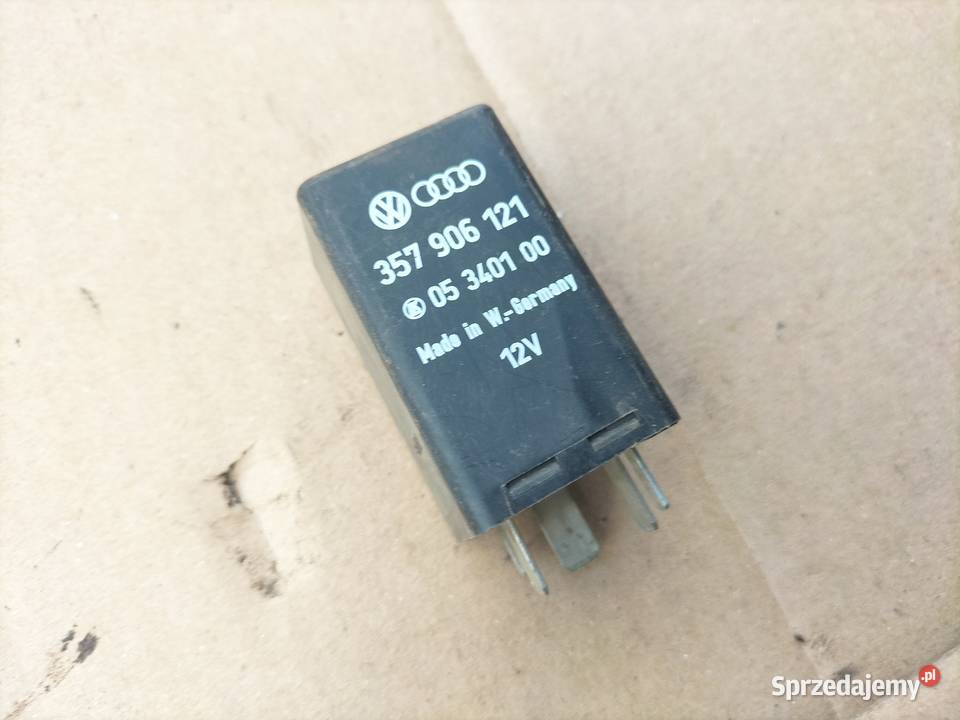 357 906 121
05 3401 00
Made in W.-Germany
12V
Sprzedajemy.pl